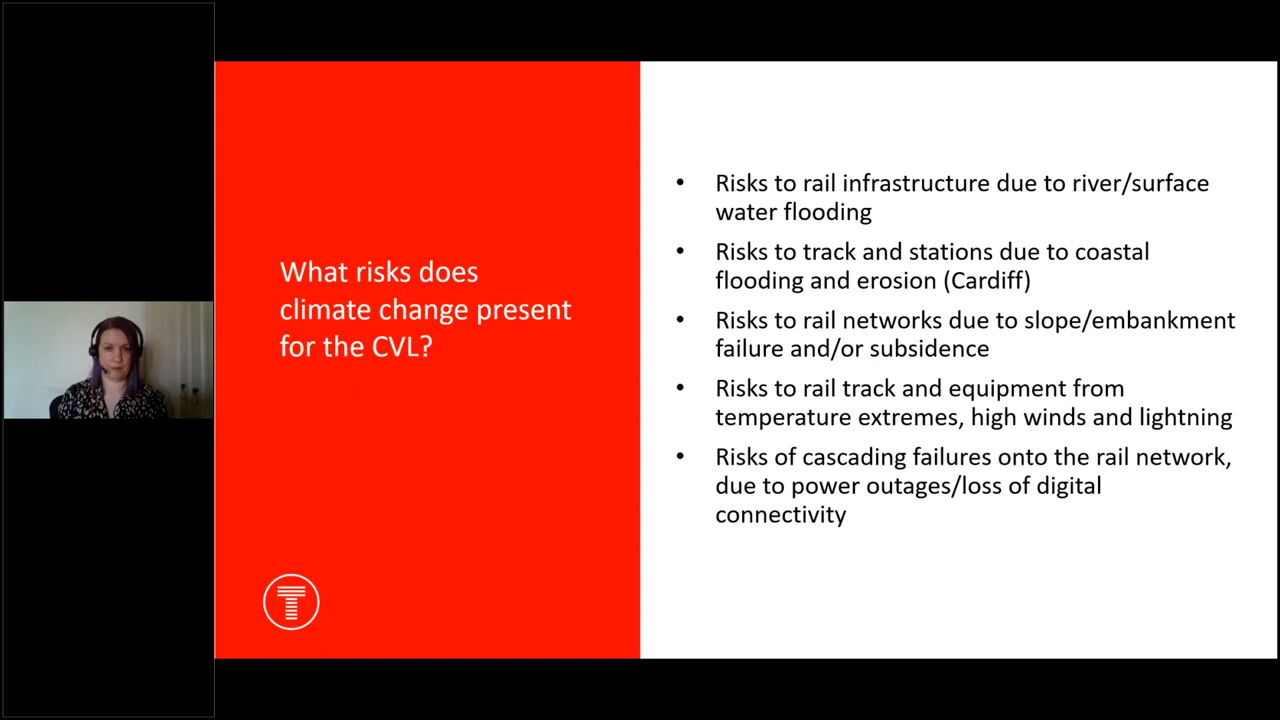 What risks does
climate change present
for the CVL?
• Risks to rail infrastructure due to river/surface
water flooding
• Risks to track and stations due to coastal
flooding and erosion (Cardiff)
• Risks to rail networks due to slope/embankment
failure and/or subsidence
• Risks to rail track and equipment from
temperature extremes, high winds and lightning
• Risks of cascading failures onto the rail network,
due to power outages/loss of digital
connectivity
T